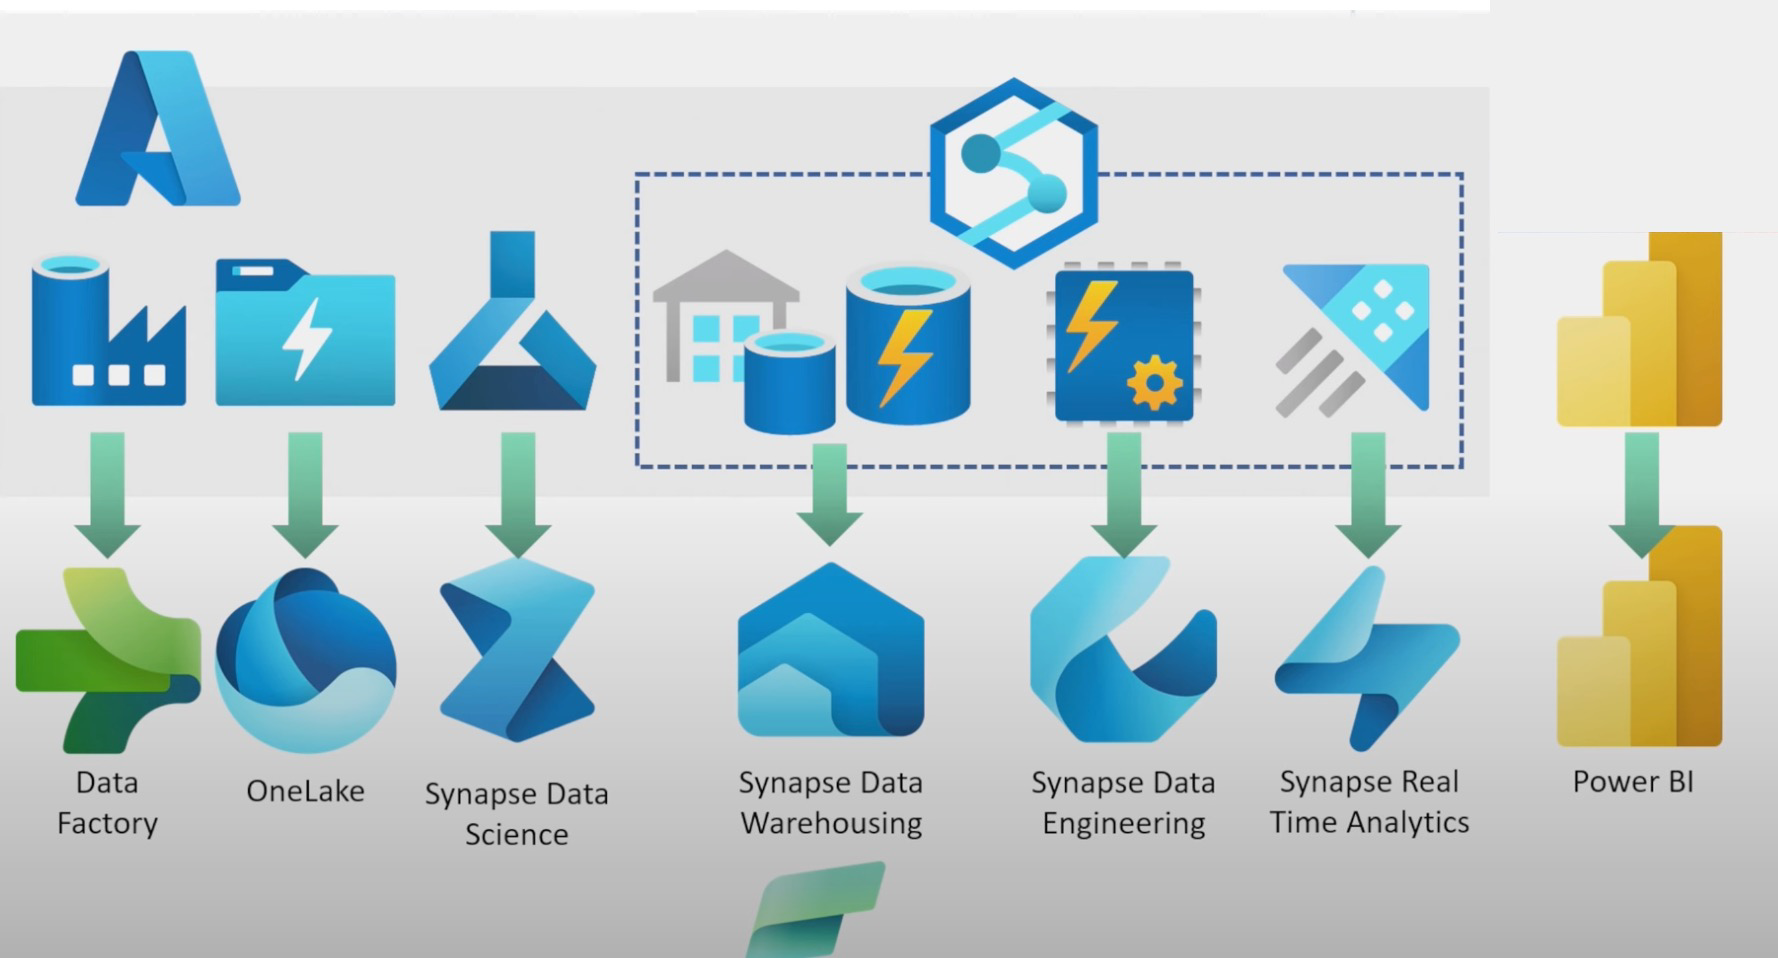 Data
Factory
OneLake
Synapse Data
Science
Synapse Data
Warehousing
Synapse Data
Engineering
Synapse Real
Time Analytics
Power BI